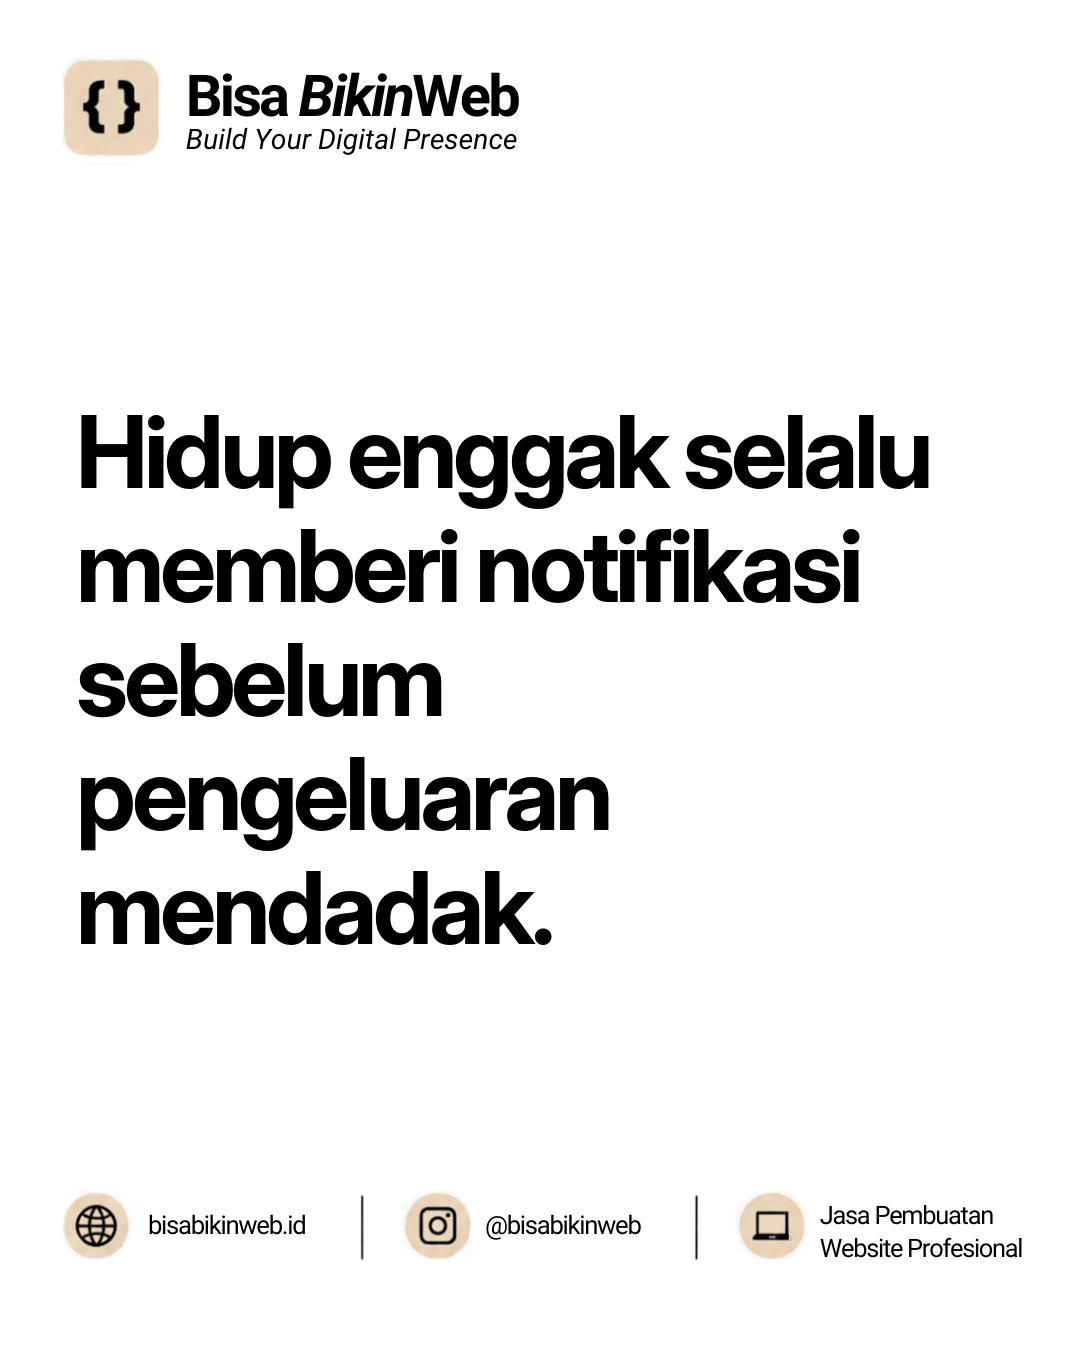 { }
Bisa BikinWeb
Build Your Digital Presence
Hidup enggak selalu
memberi notifikasi
sebelum
pengeluaran
mendadak.
bisabikinweb.id
@bisabikinweb
Jasa Pembuatan
Website Profesional